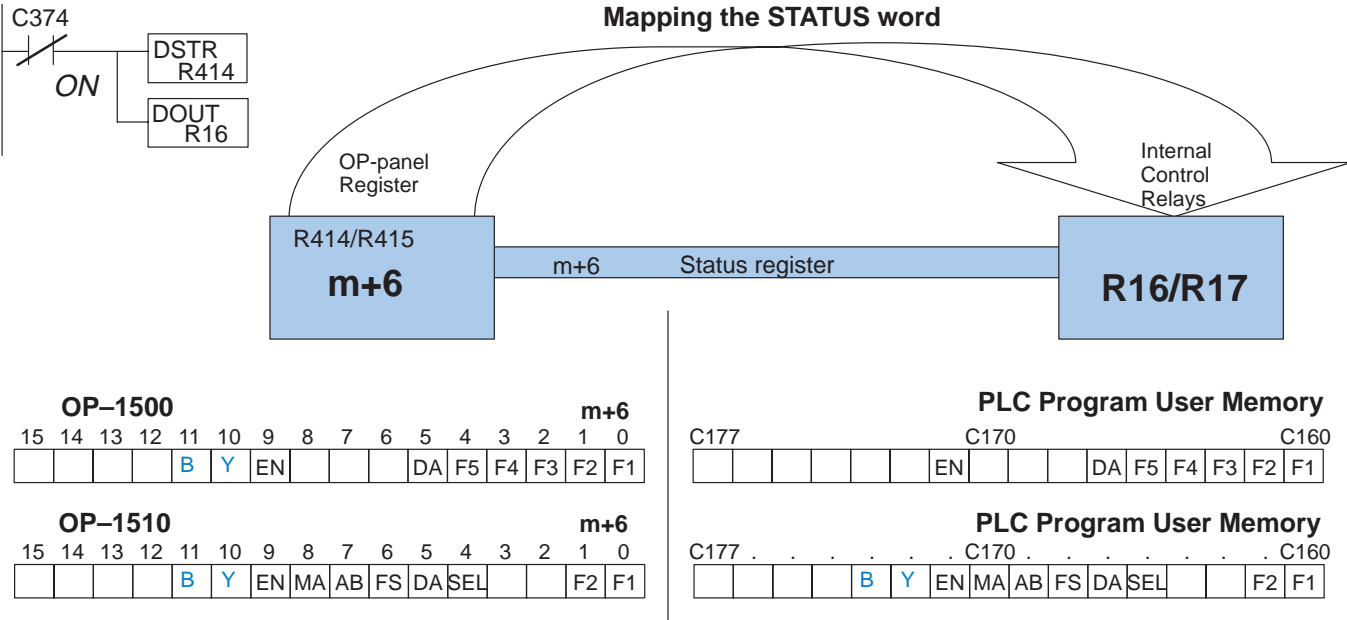 Mapping the STATUS word
C374
DSTR
R414
ON
DOUT
R16
OP-panel
Register
Internal
Control
Relays
R414/R415
m+6
m+6 Status register
R16/R17
OP–1500 m+6
15 14 13 12 11 10 9 8 7 6 5 4 3 2 1 0
B Y EN DA F5 F4 F3 F2 F1
PLC Program User Memory
C177 C170 C160
EN DA F5 F4 F3 F2 F1
OP–1510 m+6
15 14 13 12 11 10 9 8 7 6 5 4 3 2 1 0
B Y EN MA AB FS DA SEL F2 F1
PLC Program User Memory
C177 . . . . . . C170 . . . . . . . C160
B Y EN MA AB FS DA SEL F2 F1